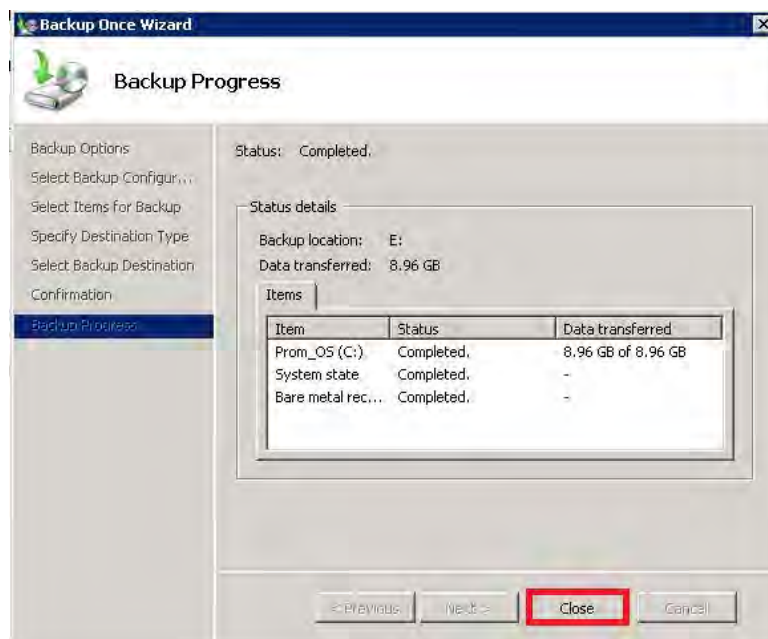 Backup Once Wizard
Backup Progress
Backup Options
Select Backup Configur...
Select Items for Backup
Specify Destination Type
Select Backup Destination
Confirmation
Backup Progress
Status: Completed.
Status details
Backup location: E:
Data transferred: 8.96 GB
Items
Item Status Data transferred
Prom_OS (C:) Completed. 8.96 GB of 8.96 GB
System state Completed. -
Bare metal rec... Completed. -
< Previous Next > Close Cancel